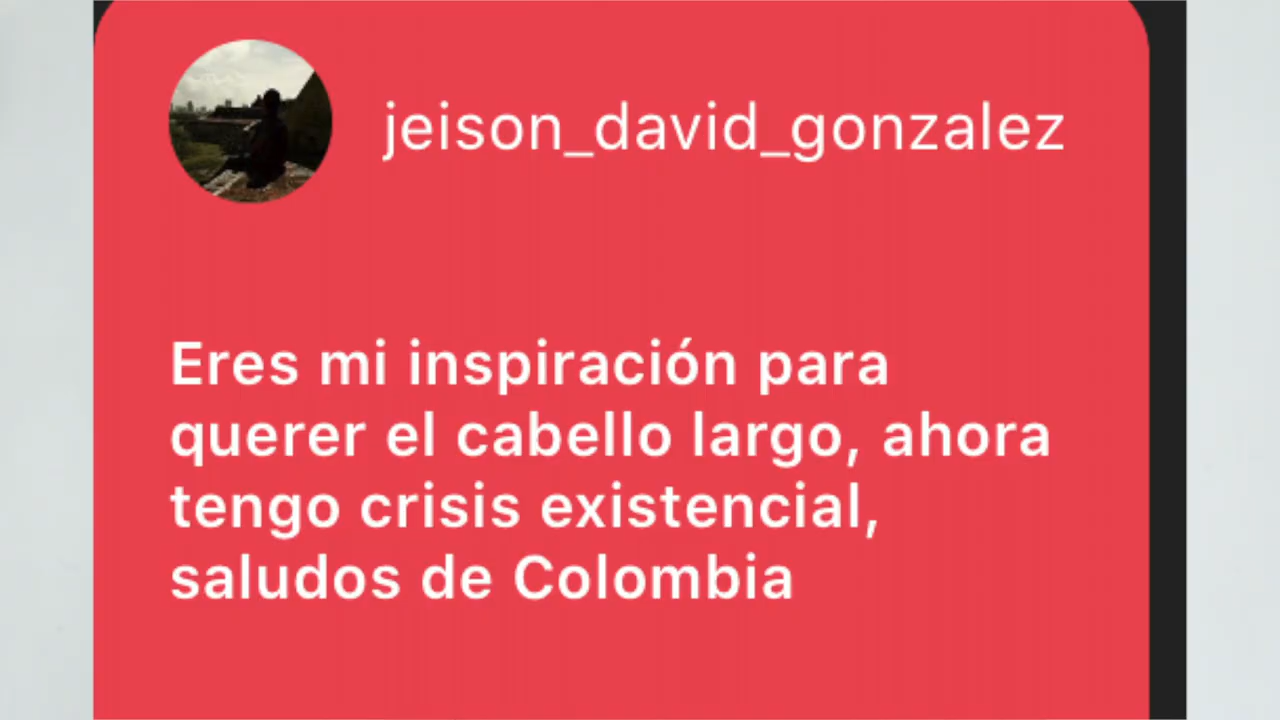 jeison_david_gonzalez
Eres mi inspiración para
querer el cabello largo, ahora
tengo crisis existencial,
saludos de Colombia